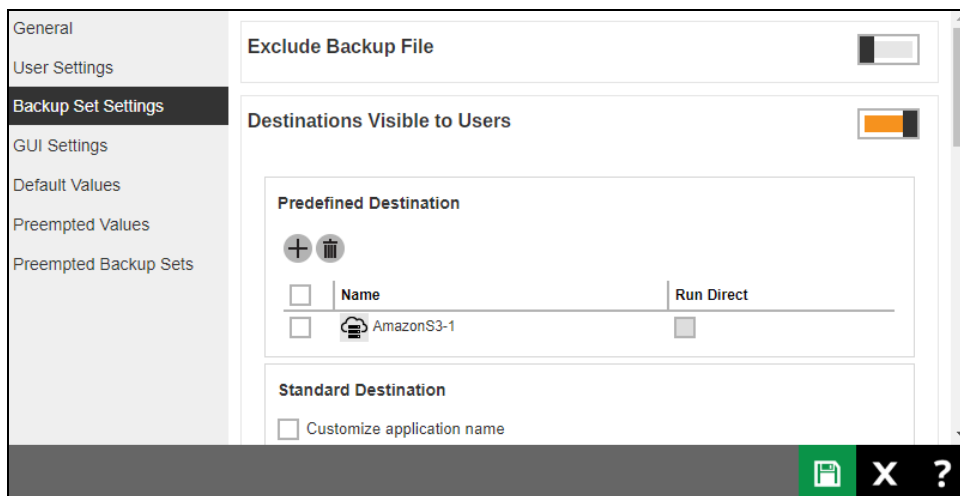 General
User Settings
Backup Set Settings
GUI Settings
Default Values
Preempted Values
Preempted Backup Sets
Exclude Backup File
Destinations Visible to Users
Predefined Destination
Name Run Direct
AmazonS3-1
Standard Destination
Customize application name
X ?